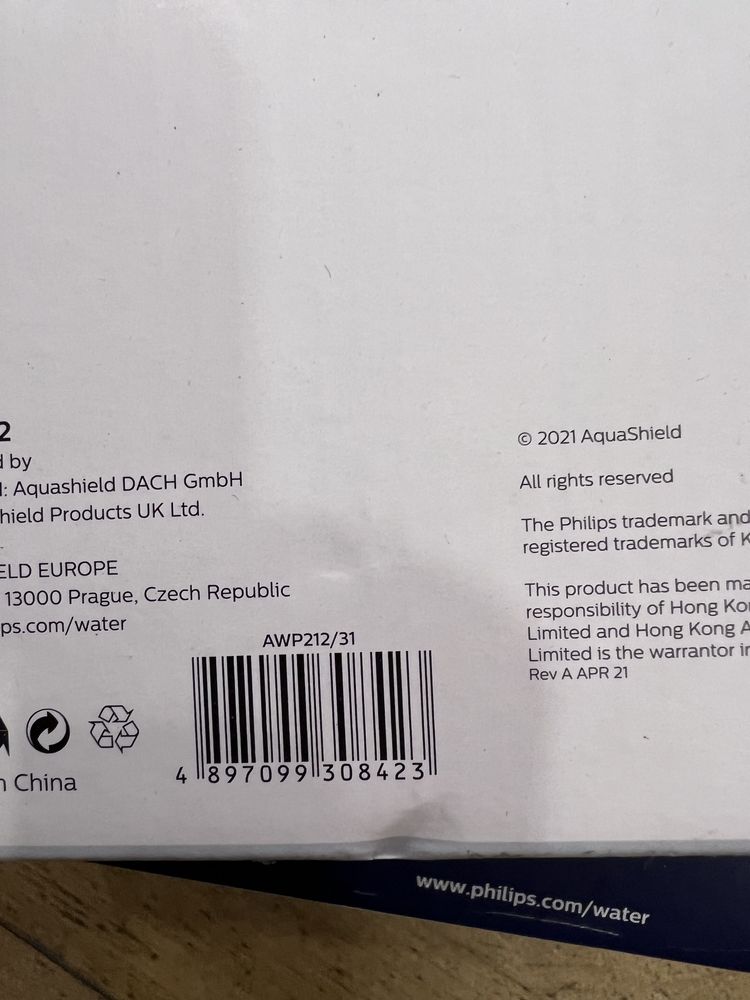 2
d by
: Aquashield DACH GmbH
hield Products UK Ltd.
ELD EUROPE
13000 Prague, Czech Republic
ps.com/water
AWP212/31
4 897099 308423
China
© 2021 AquaShield
All rights reserved
The Philips trademark and
registered trademarks of K
This product has been ma
responsibility of Hong Ko
Limited and Hong Kong A
Limited is the warrantor in
Rev A APR 21
www.philips.com/water